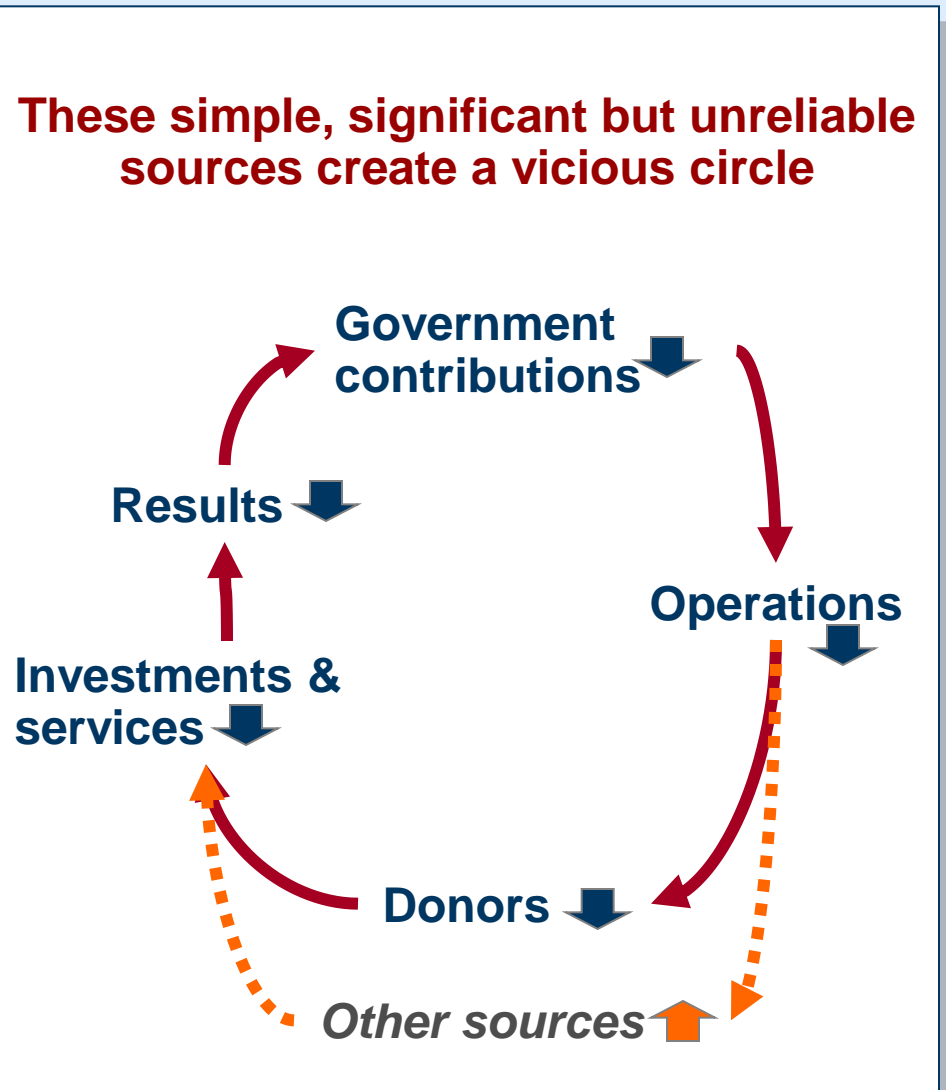 These simple, significant but unreliable
sources create a vicious circle
Government
contributions
Results
Operations
Investments &
services
Donors
Other sources